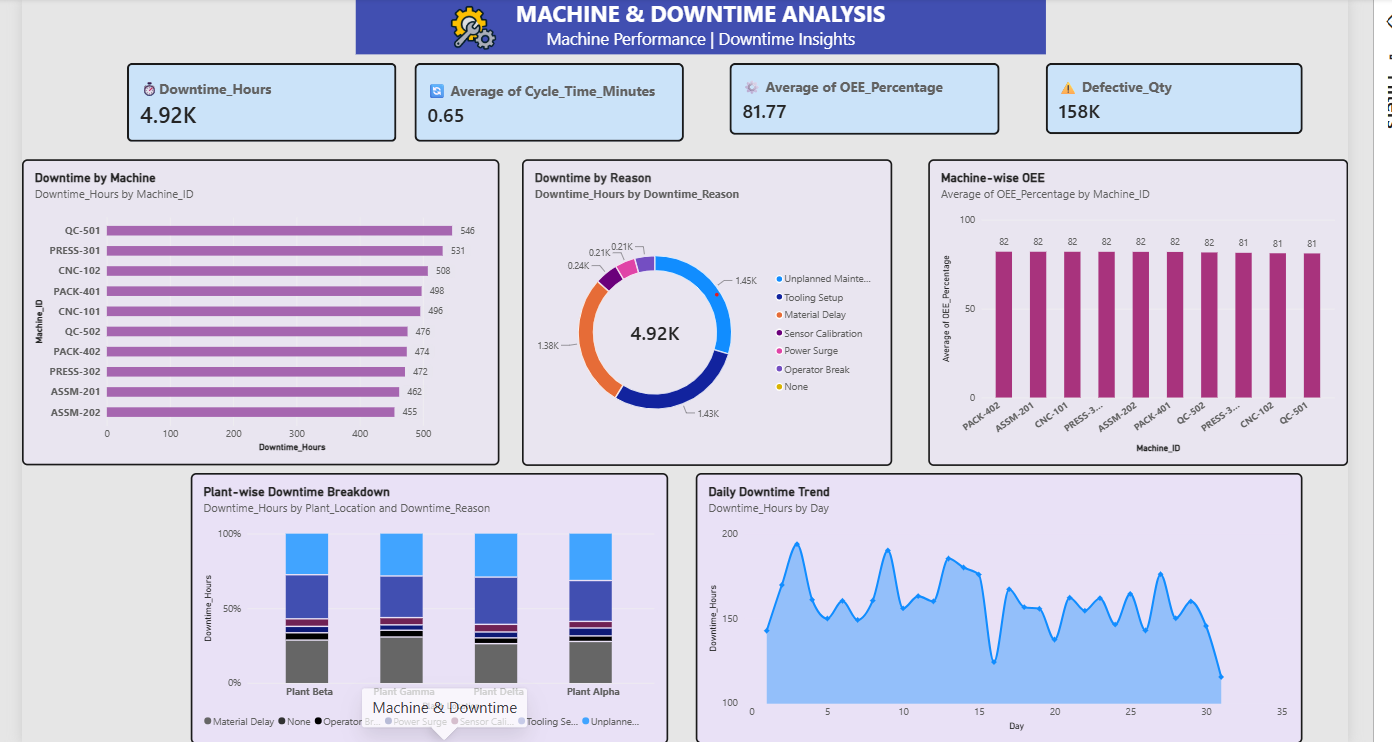 MACHINE & DOWNTIME ANALYSIS
Machine Performance | Downtime Insights
Downtime_Hours
4.92K
Average of Cycle_Time_Minutes
0.65
Average of OEE_Percentage
81.77
Defective_Qty
158K
Downtime by Machine
Downtime_Hours by Machine_ID
Machine_ID
QC-501 546
PRESS-301 531
CNC-102 508
PACK-401 498
CNC-101 496
QC-502 476
PACK-402 474
PRESS-302 472
ASSM-201 462
ASSM-202 455
0 100 200 300 400 500
Downtime_Hours
Downtime by Reason
Downtime_Hours by Downtime_Reason
0.21K
0.21K
0.24K
1.45K
4.92K
1.38K
1.43K
Unplanned Mainte...
Tooling Setup
Material Delay
Sensor Calibration
Power Surge
Operator Break
None
Machine-wise OEE
Average of OEE_Percentage by Machine_ID
Average of OEE_Percentage
100
50
0
82 82 82 82 82 82 82 81 81 81
PACK-402 ASSM-201 CNC-101 PRESS-3... ASSM-202 PACK-401 QC-502 PRESS-3... CNC-102 QC-501
Machine_ID
Plant-wise Downtime Breakdown
Downtime_Hours by Plant_Location and Downtime_Reason
Downtime_Hours
100%
50%
0%
Plant Beta Plant Gamma Plant Delta Plant Alpha
Machine & Downtime
Material Delay None Operator Br... Power Surge Sensor Cali... Tooling Se... Unplanne...
Daily Downtime Trend
Downtime_Hours by Day
Downtime_Hours
200
150
100
0 5 10 15 20 25 30 35
Day